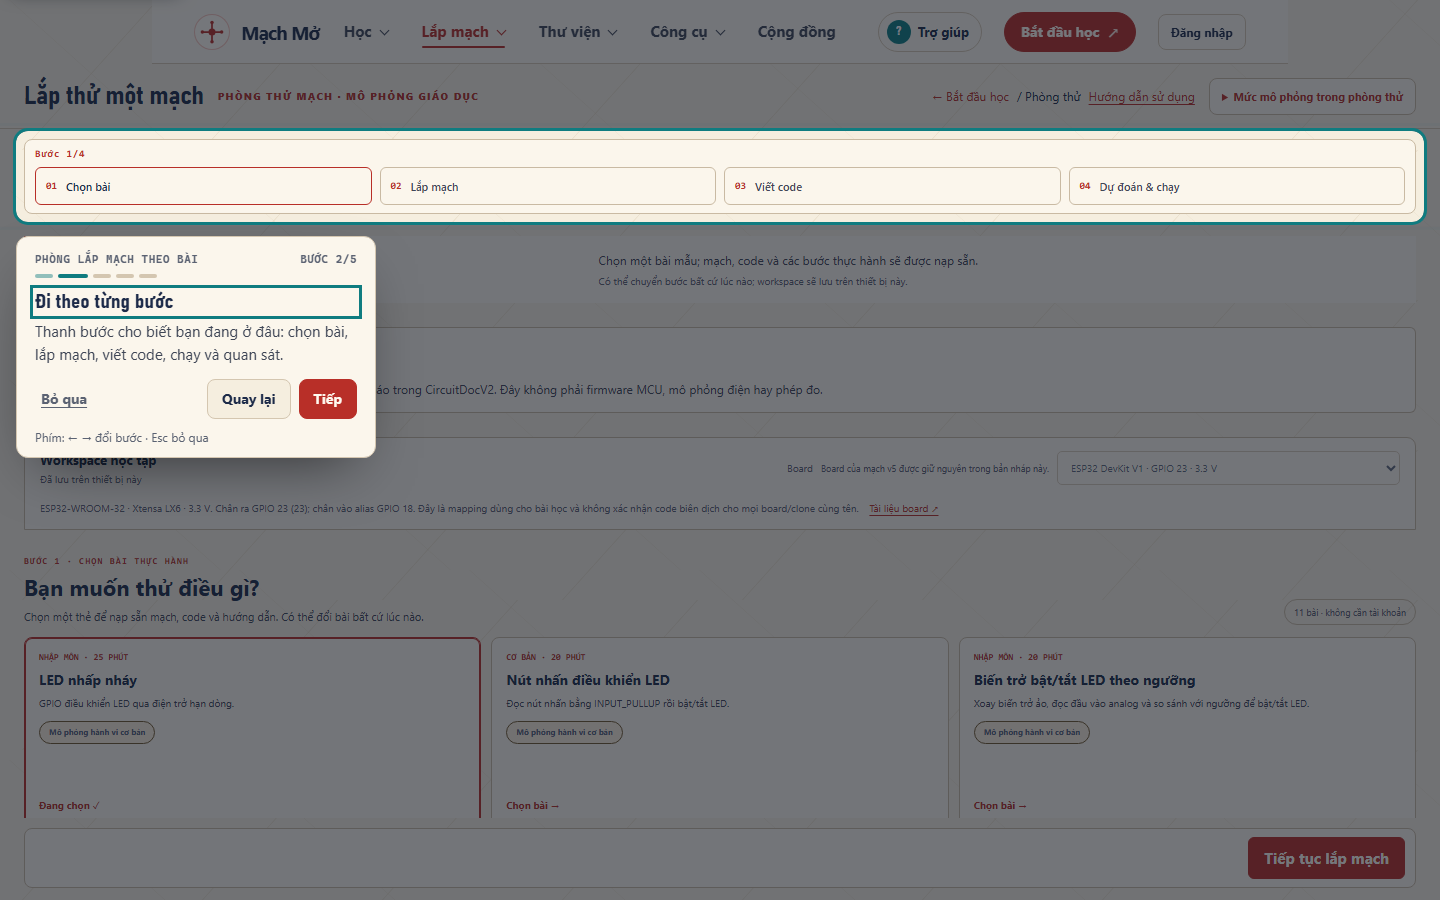 Mạch Mở
Học
Lắp mạch
Thư viện
Công cụ
Cộng đồng
? Trợ giúp
Bắt đầu học ↗
Đăng nhập
Lắp thử một mạch
PHÒNG THỬ MẠCH · MÔ PHỎNG GIÁO DỤC
← Bắt đầu học / Phòng thử Hướng dẫn sử dụng
▶ Mức mô phỏng trong phòng thử
Bước 1/4
01 Chọn bài
02 Lắp mạch
03 Viết code
04 Dự đoán & chạy
PHÒNG LẮP MẠCH THEO BÀI
BƯỚC 2/5
Đi theo từng bước
Thanh bước cho biết bạn đang ở đâu: chọn bài,
lắp mạch, viết code, chạy và quan sát.
Bỏ qua
Quay lại
Tiếp
Phím: ← → đổi bước · Esc bỏ qua
Chọn một bài mẫu; mạch, code và các bước thực hành sẽ được nạp sẵn.
Có thể chuyển bước bất cứ lúc nào; workspace sẽ lưu trên thiết bị này.
áo trong CircuitDocV2. Đây không phải firmware MCU, mô phỏng điện hay phép đo.
Workspace học tập
Đã lưu trên thiết bị này
Board Board của mạch v5 được giữ nguyên trong bản nháp này.
ESP32 DevKit V1 · GPIO 23 · 3.3 V
ESP32-WROOM-32 · Xtensa LX6 · 3.3 V. Chân ra GPIO 23 (23); chân vào alias GPIO 18. Đây là mapping dùng cho bài học và không xác nhận code biên dịch cho mọi board/clone cùng tên. Tài liệu board ↗
BƯỚC 1 · CHỌN BÀI THỰC HÀNH
Bạn muốn thử điều gì?
Chọn một thẻ để nạp sẵn mạch, code và hướng dẫn. Có thể đổi bài bất cứ lúc nào.
11 bài · không cần tài khoản
NHẬP MÔN · 25 PHÚT
LED nhấp nháy
GPIO điều khiển LED qua điện trở hạn dòng.
Mô phỏng hành vi cơ bản
Đang chọn ✓
CƠ BẢN · 20 PHÚT
Nút nhấn điều khiển LED
Đọc nút nhấn bằng INPUT_PULLUP rồi bật/tắt LED.
Mô phỏng hành vi cơ bản
Chọn bài →
NHẬP MÔN · 20 PHÚT
Biến trở bật/tắt LED theo ngưỡng
Xoay biến trở ảo, đọc đầu vào analog và so sánh với ngưỡng để bật/tắt LED.
Mô phỏng hành vi cơ bản
Chọn bài →
Tiếp tục lắp mạch